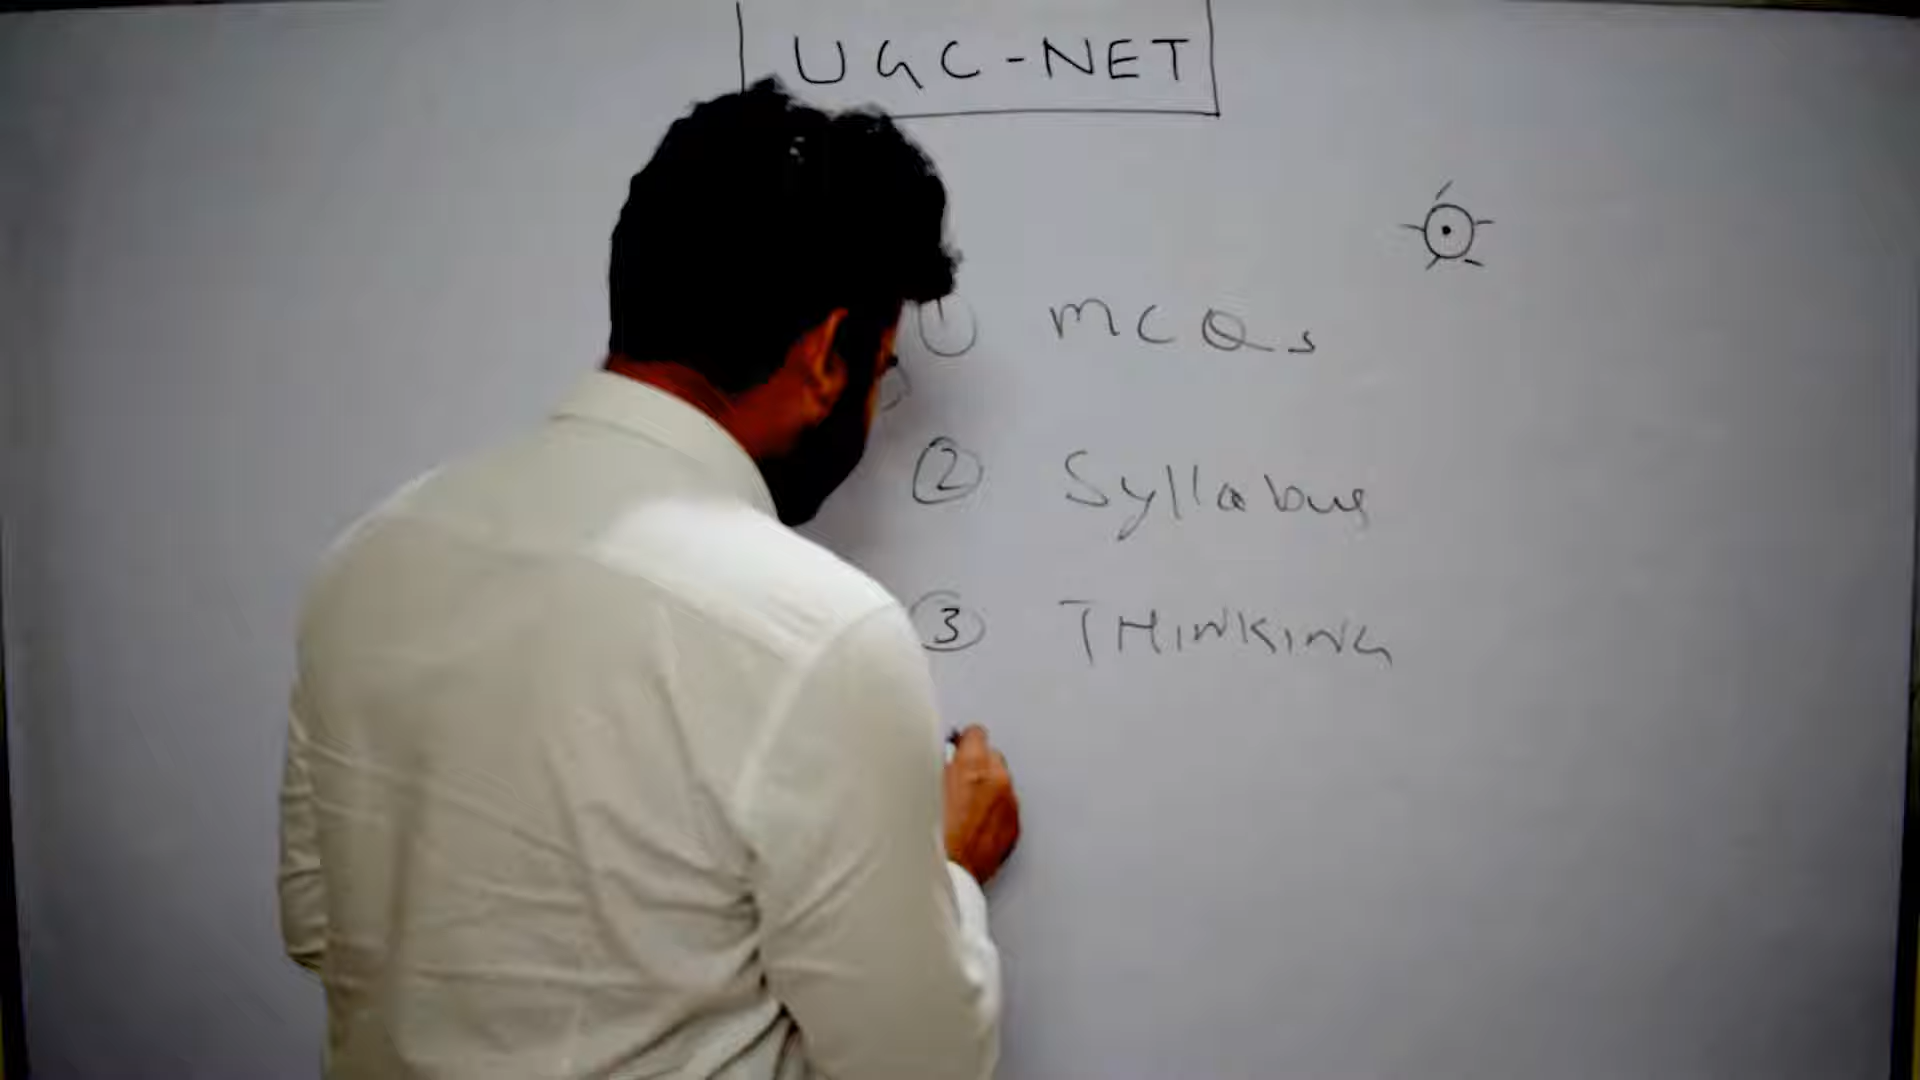 UGC-NET
① MCQs
② Syllabus
③ THINKING